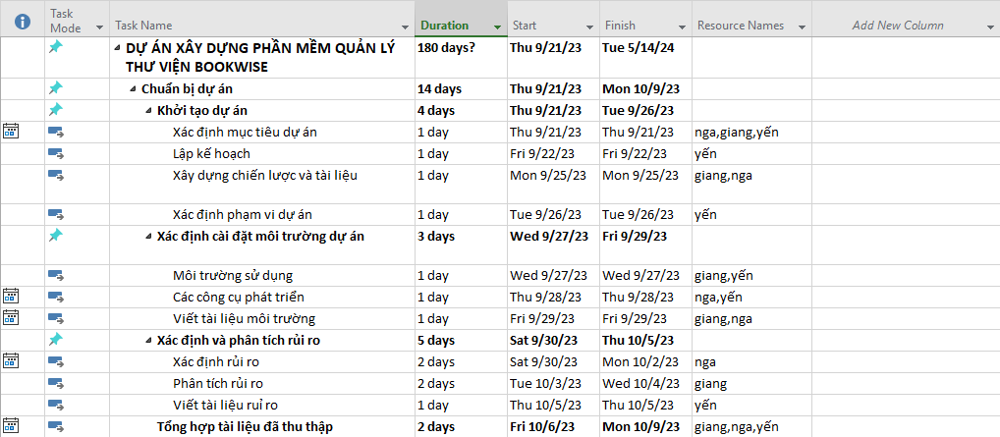 Task Mode Task Name Duration Start Finish Resource Names Add New Column
DỰ ÁN XÂY DỰNG PHẦN MỀM QUẢN LÝ 180 days? Thu 9/21/23 Tue 5/14/24
THƯ VIỆN BOOKWISE
Chuẩn bị dự án 14 days Thu 9/21/23 Mon 10/9/23
Khởi tạo dự án 4 days Thu 9/21/23 Tue 9/26/23
Xác định mục tiêu dự án 1 day Thu 9/21/23 Thu 9/21/23 nga,giang,yến
Lập kế hoạch 1 day Fri 9/22/23 Fri 9/22/23 yến
Xây dựng chiến lược và tài liệu 1 day Mon 9/25/23 Mon 9/25/23 giang,nga
Xác định phạm vi dự án 1 day Tue 9/26/23 Tue 9/26/23 yến
Xác định cài đặt môi trường dự án 3 days Wed 9/27/23 Fri 9/29/23
Môi trường sử dụng 1 day Wed 9/27/23 Wed 9/27/23 giang,yến
Các công cụ phát triển 1 day Thu 9/28/23 Thu 9/28/23 nga,yến
Viết tài liệu môi trường 1 day Fri 9/29/23 Fri 9/29/23 giang,nga
Xác định và phân tích rủi ro 5 days Sat 9/30/23 Thu 10/5/23
Xác định rủi ro 2 days Sat 9/30/23 Mon 10/2/23 nga
Phân tích rủi ro 2 days Tue 10/3/23 Wed 10/4/23 giang
Viết tài liệu ruỉ ro 1 day Thu 10/5/23 Thu 10/5/23 yến
Tổng hợp tài liệu đã thu thập 2 days Fri 10/6/23 Mon 10/9/23 giang,nga,yến